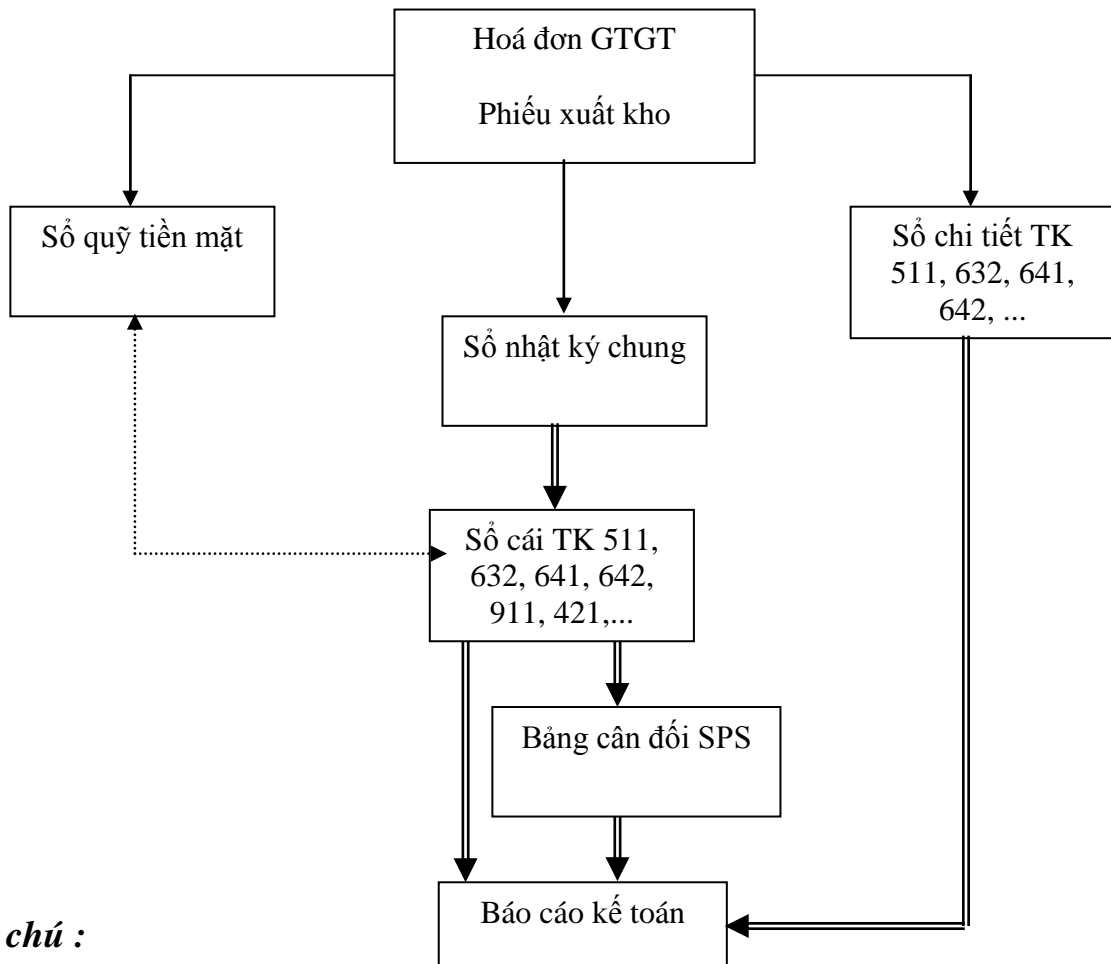 Hoá đơn GTGT
Phiếu xuất kho
Sổ quỹ tiền mặt
Sổ chi tiết TK
511, 632, 641,
642, ...
Sổ nhật ký chung
Sổ cái TK 511,
632, 641, 642,
911, 421,...
Bảng cân đối SPS
Báo cáo kế toán
chú :